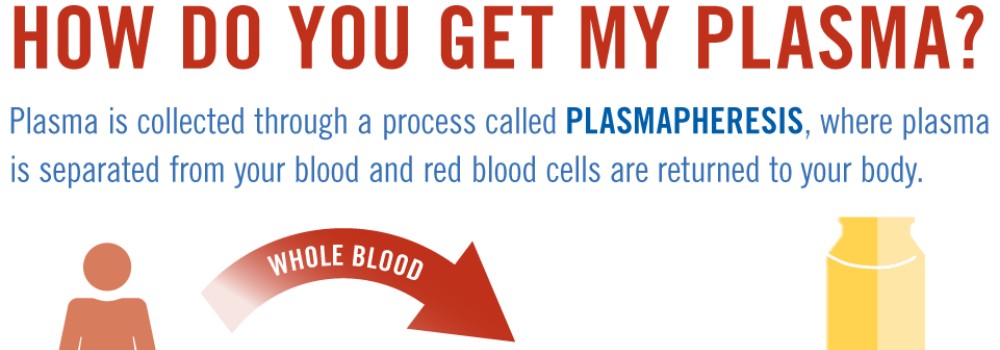 HOW DO YOU GET MY PLASMA?
Plasma is collected through a process called PLASMAPHERESIS, where plasma
is separated from your blood and red blood cells are returned to your body.
WHOLE BLOOD